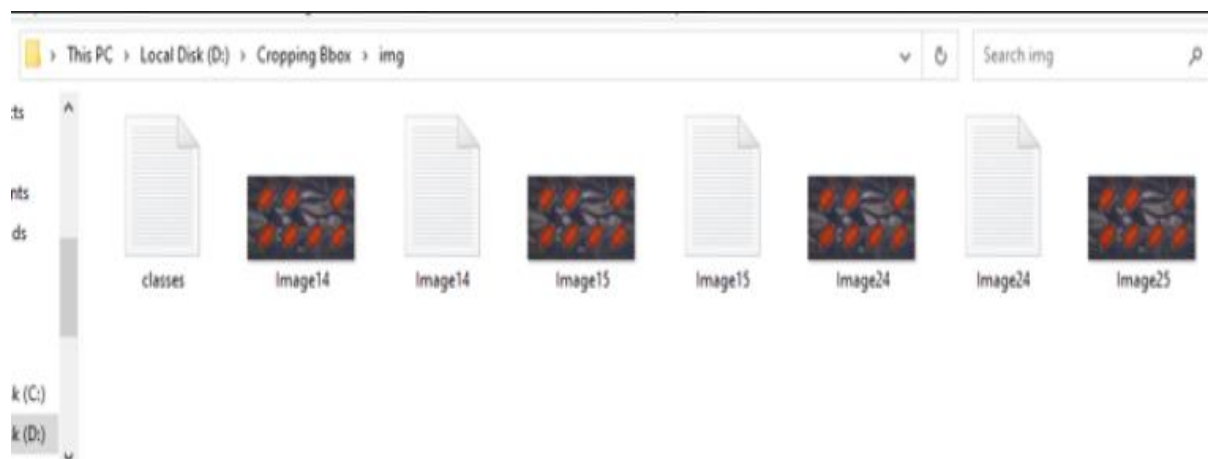 This PC > Local Disk (D:) > Cropping Bbox > img
Search img
ts
nts
ds
k (C:)
k (D:)
classes
Image14
Image14
Image15
Image15
Image24
Image24
Image25